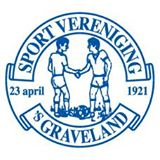 SPORT VERENIGING
23 april 1921
'S GRAVELAND